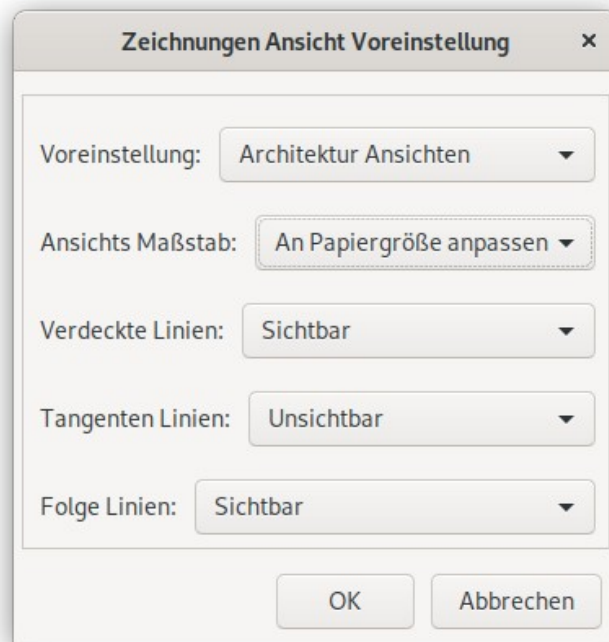 Zeichnungen Ansicht Voreinstellung ×
Voreinstellung: Architektur Ansichten
Ansichts Maßstab: An Papiergröße anpassen
Verdeckte Linien: Sichtbar
Tangenten Linien: Unsichtbar
Folge Linien: Sichtbar
OK Abbrechen